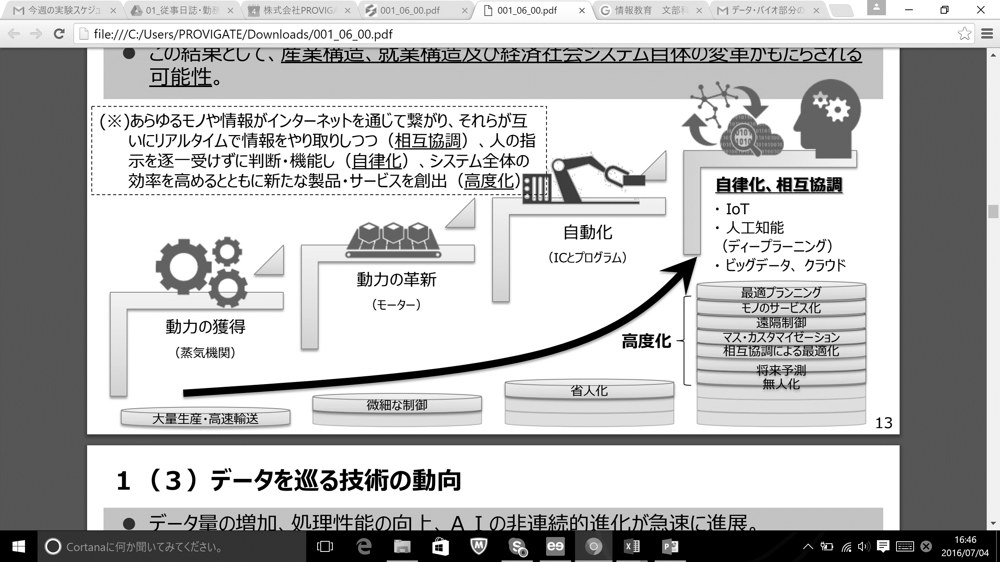 今週の実験スケジュ
01_従事日誌・勤務
4
株式会社PROVIGA
001_06_00.pdf
001_06_00.pdf
情報教育　文部科
データ・バイオ部分の
file:///C:/Users/PROVIGATE/Downloads/001_06_00.pdf
● この結果として、産業構造、就業構造及び経済社会システム自体の変革がもたらされる
可能性。
(※)あらゆるモノや情報がインターネットを通じて繋がり、それらが互
いにリアルタイムで情報をやり取りしつつ（相互協調）、人の指
示を逐一受けずに判断・機能し（自律化）、システム全体の
効率を高めるとともに新たな製品・サービスを創出（高度化）
動力の獲得
（蒸気機関）
動力の革新
（モーター）
自動化
（ICとプログラム）
自律化、相互協調
・ IoT
・ 人工知能
（ディープラーニング）
・ ビッグデータ、クラウド
高度化
最適プランニング
モノのサービス化
遠隔制御
マス・カスタマイゼーション
相互協調による最適化
将来予測
無人化
省人化
微細な制御
大量生産・高速輸送
13
１（３）データを巡る技術の動向
● データ量の増加、処理性能の向上、ＡＩの非連続的進化が急速に進展。
Cortanaに何か聞いてみてください。
6
16:46
2016/07/04